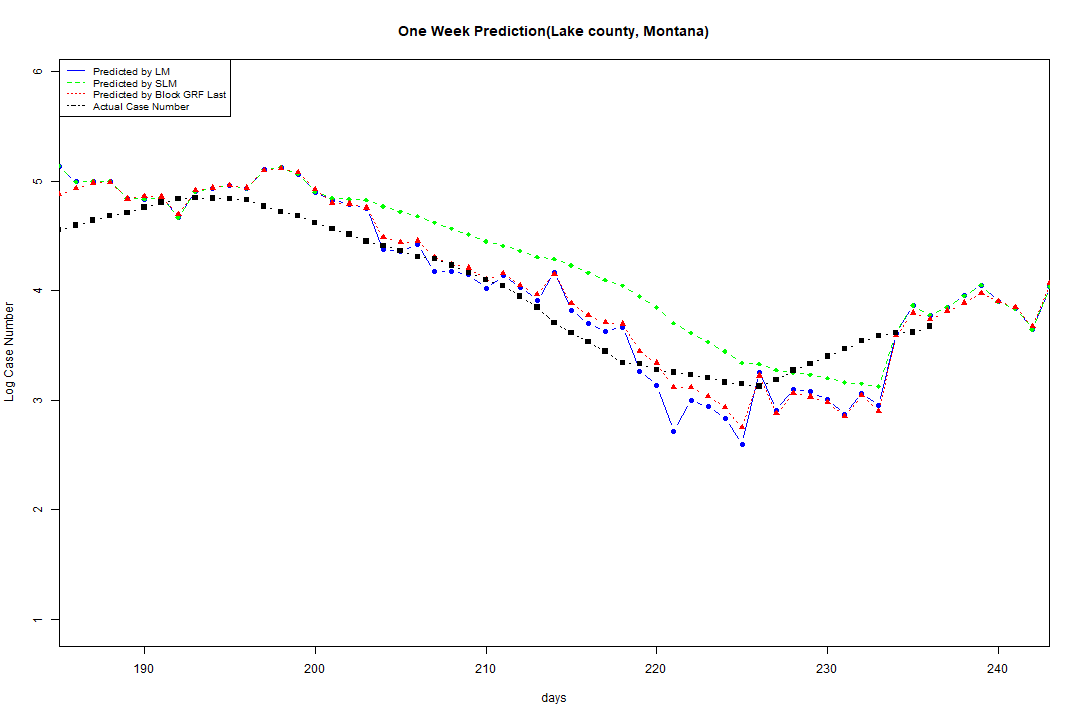 One Week Prediction(Lake county, Montana)
6
Predicted by LM
Predicted by SLM
Predicted by Block GRF Last
Actual Case Number
5
4
3
2
1
Log Case Number
190 200 210 220 230 240
days